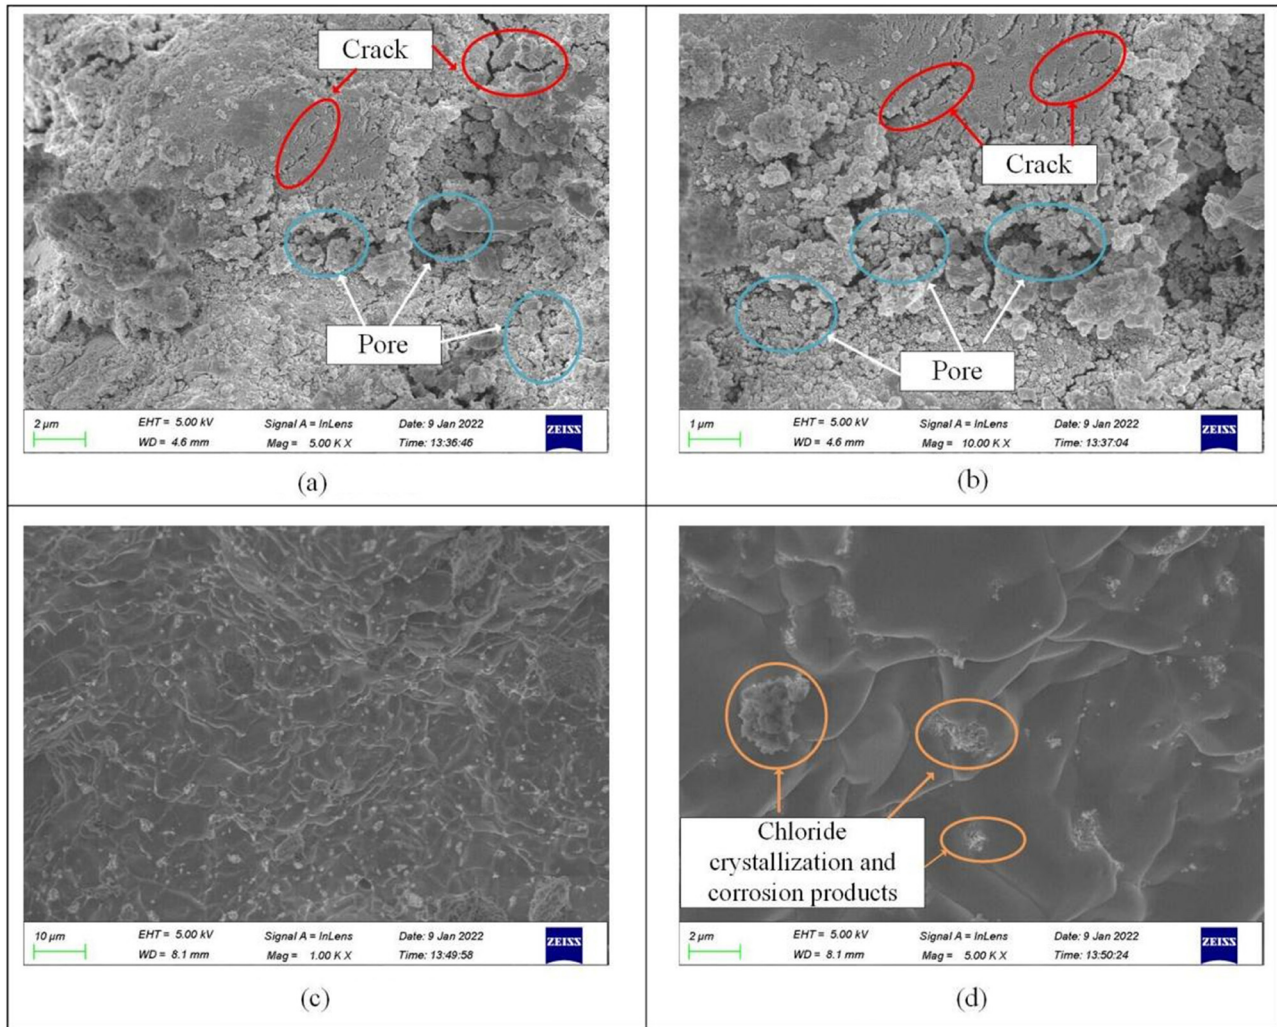 Crack
Pore
2 µm
EHT = 5.00 kV
Signal A = InLens
Date: 9 Jan 2022
ZEISS
WD = 4.6 mm
Mag = 5.00 K X
Time: 13:36:46
(a)
Crack
Pore
1 µm
EHT = 5.00 kV
Signal A = InLens
Date: 9 Jan 2022
ZEISS
WD = 4.6 mm
Mag = 10.00 K X
Time: 13:37:04
(b)
10 µm
EHT = 5.00 kV
Signal A = InLens
Date: 9 Jan 2022
ZEISS
WD = 8.1 mm
Mag = 1.00 K X
Time: 13:49:58
(c)
Chloride
crystallization and
corrosion products
2 µm
EHT = 5.00 kV
Signal A = InLens
Date: 9 Jan 2022
ZEISS
WD = 8.1 mm
Mag = 5.00 K X
Time: 13:50:24
(d)